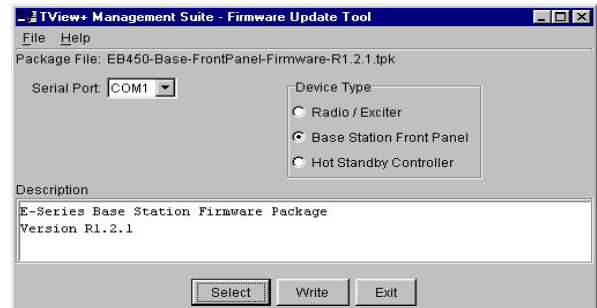 TView+ Management Suite - Firmware Update Tool
File Help
Package File: EB450-Base-FrontPanel-Firmware-R1.2.1.tpk
Serial Port: COM1
Device Type
Radio / Exciter
Base Station Front Panel
Hot Standby Controller
Description
E-Series Base Station Firmware Package
Version R1.2.1
Select Write Exit